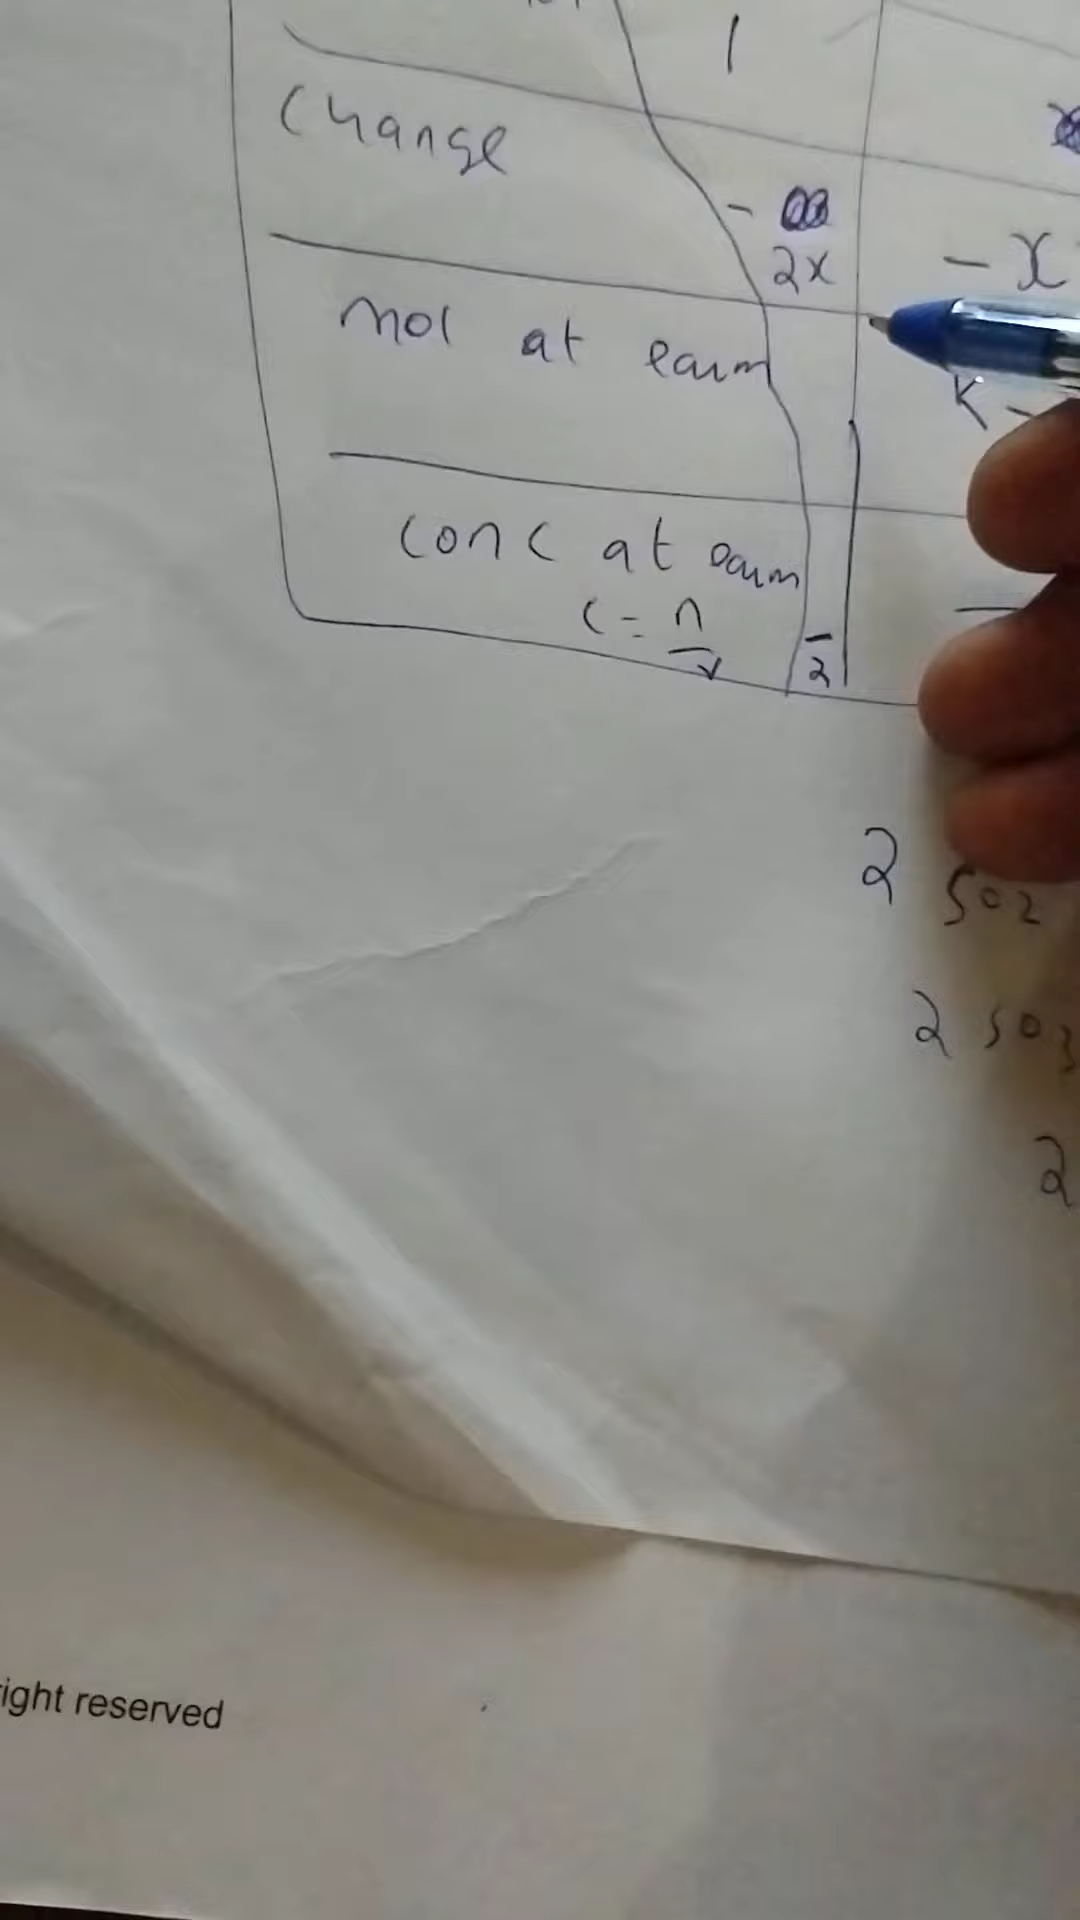 1
Change
-
2x
- x
mol at eqm
K -
conc at eqm
c = n
v
2
2 SO2
2 SO3
2
ight reserved